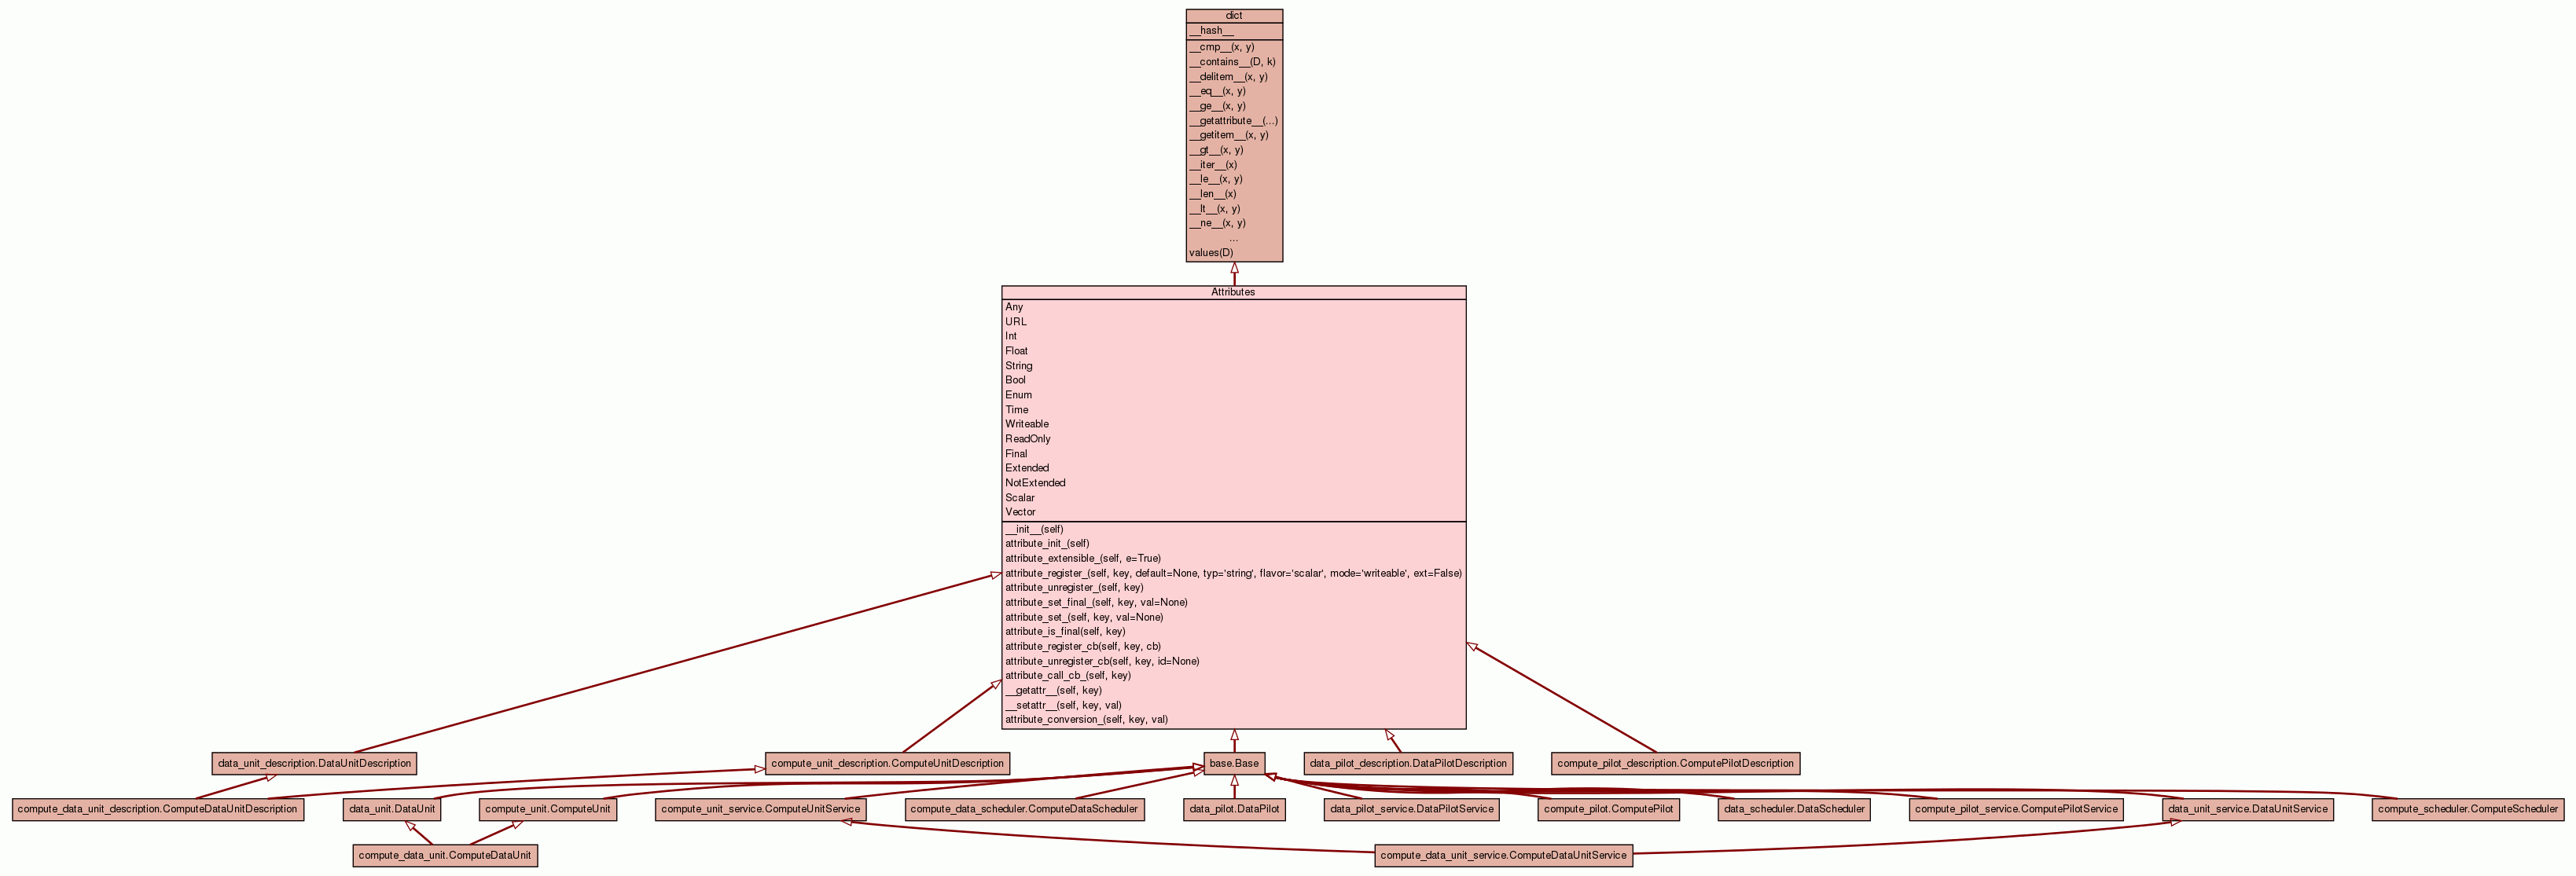 dict
__hash__
__cmp__(x, y)
__contains__(D, k)
__delitem__(x, y)
__eq__(x, y)
__ge__(x, y)
__getattribute__(...)
__getitem__(x, y)
__gt__(x, y)
__iter__(x)
__le__(x, y)
__len__(x)
__lt__(x, y)
__ne__(x, y)
...
values(D)
Attributes
Any
URL
Int
Float
String
Bool
Enum
Time
Writeable
ReadOnly
Final
Extended
NotExtended
Scalar
Vector
__init__(self)
attribute_init_(self)
attribute_extensible_(self, e=True)
attribute_register_(self, key, default=None, typ='string', flavor='scalar', mode='writeable', ext=False)
attribute_unregister_(self, key)
attribute_set_final_(self, key, val=None)
attribute_set_(self, key, val=None)
attribute_is_final(self, key)
attribute_register_cb(self, key, cb)
attribute_unregister_cb(self, key, id=None)
attribute_call_cb_(self, key)
__getattr__(self, key)
__setattr__(self, key, val)
attribute_conversion_(self, key, val)
data_unit_description.DataUnitDescription
compute_unit_description.ComputeUnitDescription
base.Base
data_pilot_description.DataPilotDescription
compute_pilot_description.ComputePilotDescription
compute_data_unit_description.ComputeDataUnitDescription
data_unit.DataUnit
compute_unit.ComputeUnit
compute_unit_service.ComputeUnitService
compute_data_scheduler.ComputeDataScheduler
data_pilot.DataPilot
data_pilot_service.DataPilotService
compute_pilot.ComputePilot
data_scheduler.DataScheduler
compute_pilot_service.ComputePilotService
data_unit_service.DataUnitService
compute_scheduler.ComputeScheduler
compute_data_unit.ComputeDataUnit
compute_data_unit_service.ComputeDataUnitService